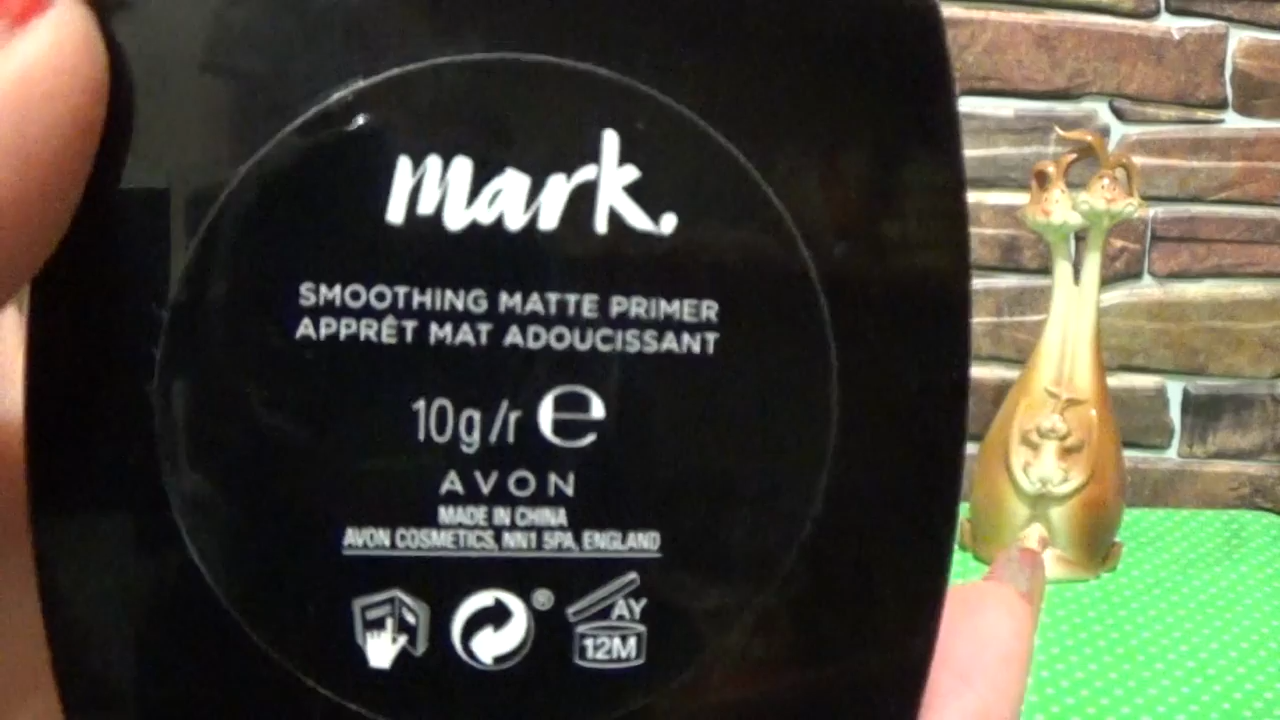 mark.
SMOOTHING MATTE PRIMER
APPRÊT MAT ADOUCISSANT
10g/r e
AVON
MADE IN CHINA
AVON COSMETICS, NN1 5PA, ENGLAND
®
AY
12M